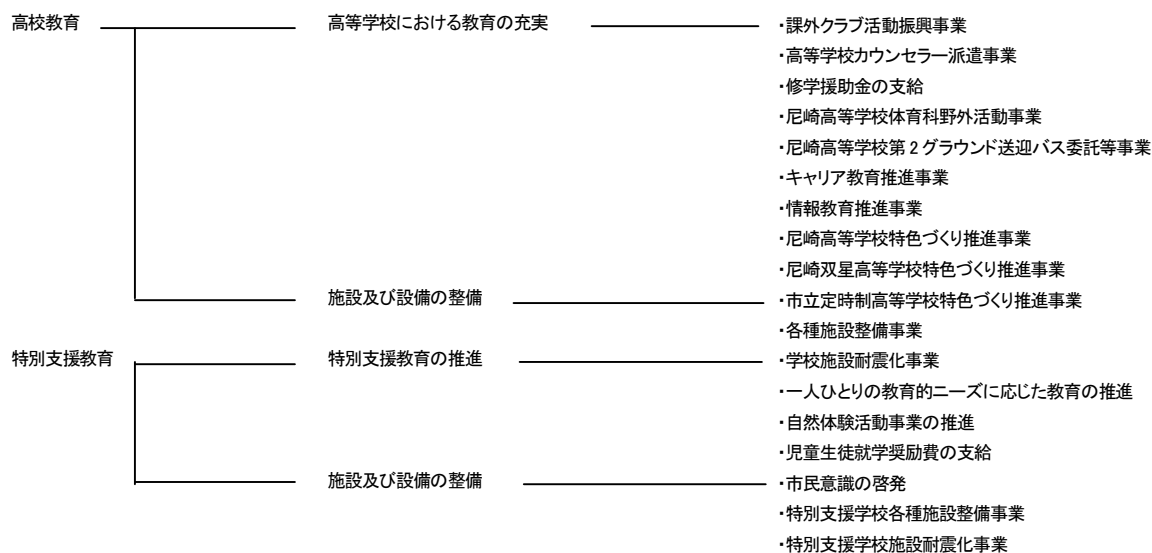 高校教育 高等学校における教育の充実 ・課外クラブ活動振興事業
・高等学校カウンセラー派遣事業
・修学援助金の支給
・尼崎高等学校体育科野外活動事業
・尼崎高等学校第2グラウンド送迎バス委託等事業
・キャリア教育推進事業
・情報教育推進事業
・尼崎高等学校特色づくり推進事業
・尼崎双星高等学校特色づくり推進事業
施設及び設備の整備 ・市立定時制高等学校特色づくり推進事業
・各種施設整備事業
特別支援教育 特別支援教育の推進 ・学校施設耐震化事業
・一人ひとりの教育的ニーズに応じた教育の推進
・自然体験活動事業の推進
・児童生徒就学奨励費の支給
施設及び設備の整備 ・市民意識の啓発
・特別支援学校各種施設整備事業
・特別支援学校施設耐震化事業